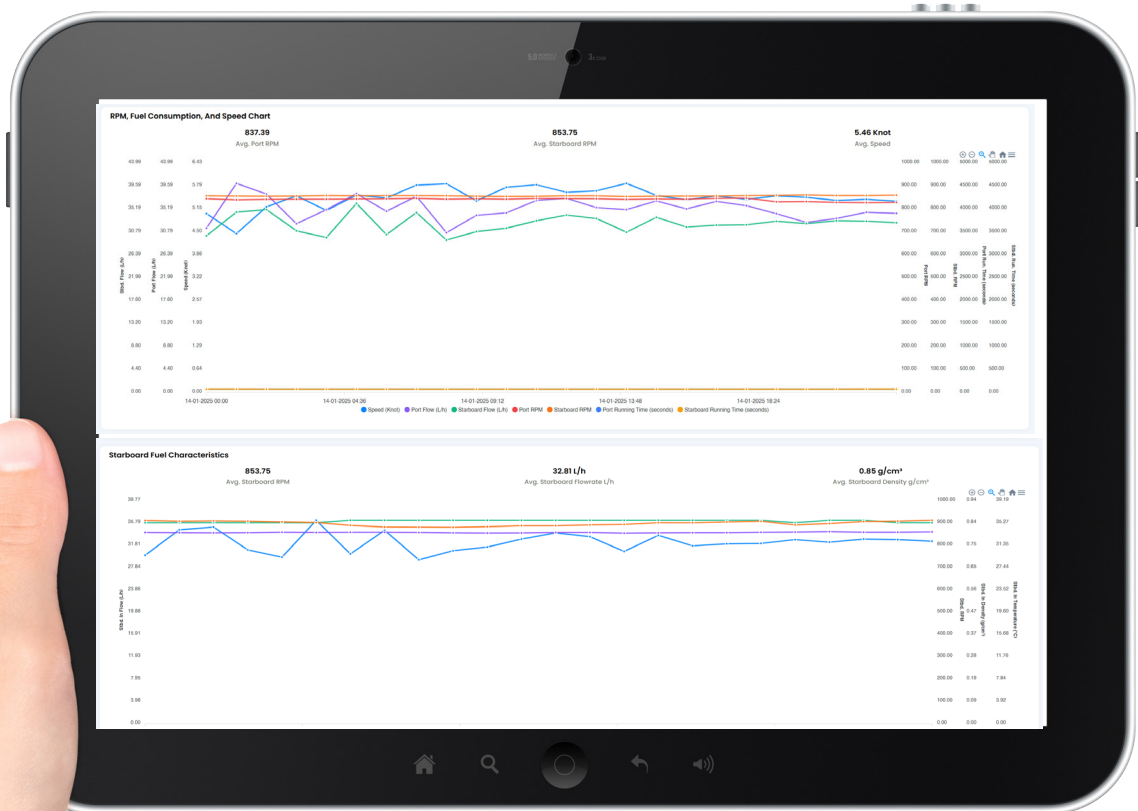 RPM, Fuel Consumption, And Speed Chart
837.39 853.75 5.46 Knot
Avg. Port RPM Avg. Starboard RPM Avg. Speed
43.99 43.99 6.43 1000.00 1000.00 5000.00 5000.00
39.59 39.59 5.79 900.00 900.00 4500.00 4500.00
35.19 35.19 5.15 800.00 800.00 4000.00 4000.00
30.79 30.79 4.50 700.00 700.00 3500.00 3500.00
26.39 26.39 3.86 600.00 600.00 3000.00 3000.00
21.99 21.99 3.22 500.00 500.00 2500.00 2500.00
17.60 17.60 2.57 400.00 400.00 2000.00 2000.00
13.20 13.20 1.93 300.00 300.00 1500.00 1500.00
8.80 8.80 1.29 200.00 200.00 1000.00 1000.00
4.40 4.40 0.64 100.00 100.00 500.00 500.00
0.00 0.00 0.00 0.00 0.00 0.00 0.00
Stbd. Flow (L/h)
Port Flow (L/h)
Speed (Knot)
Port RPM
Stbd. RPM
Port Run. Time (seconds)
Stbd. Run. Time (seconds)
14-01-2025 00:00 14-01-2025 04:36 14-01-2025 09:12 14-01-2025 13:48 14-01-2025 18:24
Speed (Knot) Port Flow (L/h) Starboard Flow (L/h) Port RPM Starboard RPM Port Running Time (seconds) Starboard Running Time (seconds)
Starboard Fuel Characteristics
853.75 32.81 L/h 0.85 g/cm³
Avg. Starboard RPM Avg. Starboard Flowrate L/h Avg. Starboard Density g/cm³
39.77 1000.00 0.94 39.19
35.79 900.00 0.84 35.27
31.81 800.00 0.75 31.35
27.84 700.00 0.65 27.44
23.86 600.00 0.56 23.52
19.88 500.00 0.47 19.60
15.91 400.00 0.37 15.68
11.93 300.00 0.28 11.76
7.95 200.00 0.19 7.84
3.98 100.00 0.09 3.92
0.00 0.00 0.00 0.00
Stbd. In Flow (L/h)
Stbd. RPM
Stbd. In Density (g/cm³)
Stbd. In Temperature (°C)